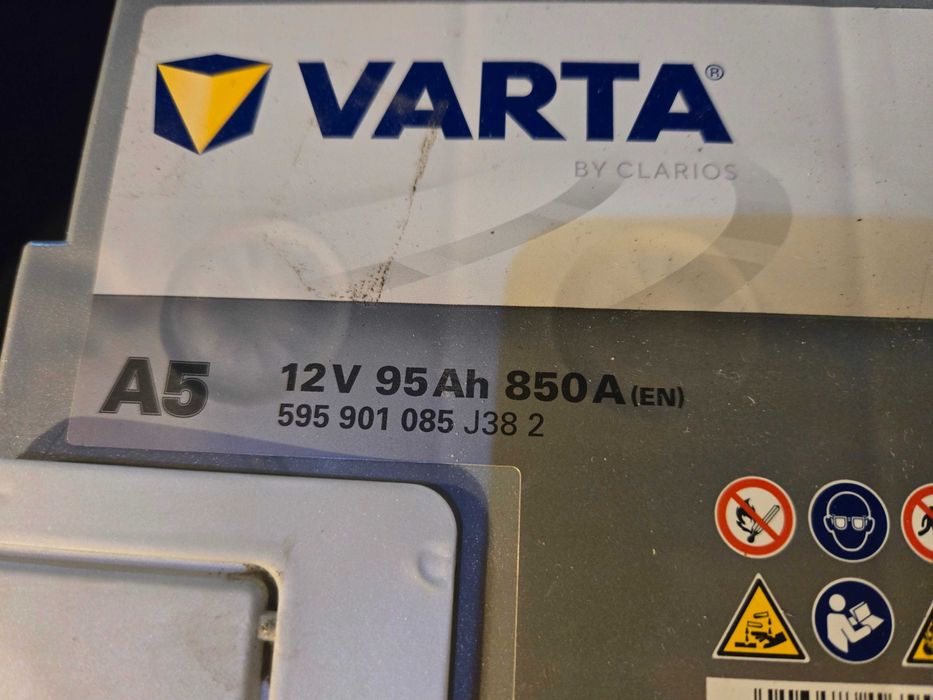 VARTA®
BY CLARIOS
A5
12V 95Ah 850A (EN)
595 901 085 J38 2